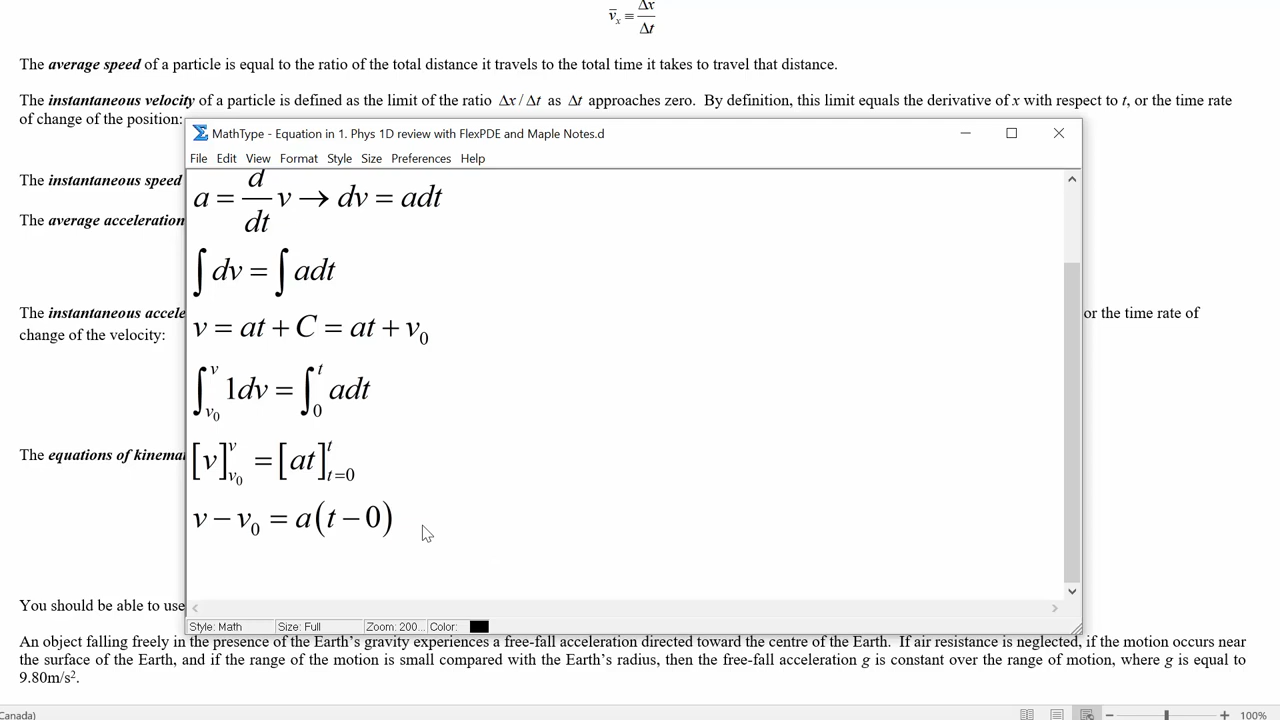 v̄ₓ ≡ Δx/Δt
The average speed of a particle is equal to the ratio of the total distance it travels to the total time it takes to travel that distance.
The instantaneous velocity of a particle is defined as the limit of the ratio Δx / Δt as Δt approaches zero. By definition, this limit equals the derivative of x with respect to t, or the time rate
of change of the position:
MathType - Equation in 1. Phys 1D review with FlexPDE and Maple Notes.d
File Edit View Format Style Size Preferences Help
The instantaneous speed
a = d/dt v → dv = adt
The average acceleration
∫ dv = ∫ adt
The instantaneous accele
or the time rate of
v = at + C = at + v₀
change of the velocity:
∫_{v₀}^{v} 1dv = ∫_{0}^{t} adt
The equations of kinema
[v]_{v₀}^{v} = [at]_{t=0}^{t}
v − v₀ = a(t − 0)
You should be able to use
Style: Math Size: Full Zoom: 200... Color:
An object falling freely in the presence of the Earth's gravity experiences a free-fall acceleration directed toward the centre of the Earth. If air resistance is neglected, if the motion occurs near
the surface of the Earth, and if the range of the motion is small compared with the Earth's radius, then the free-fall acceleration g is constant over the range of motion, where g is equal to
9.80m/s².
Canada) 100%